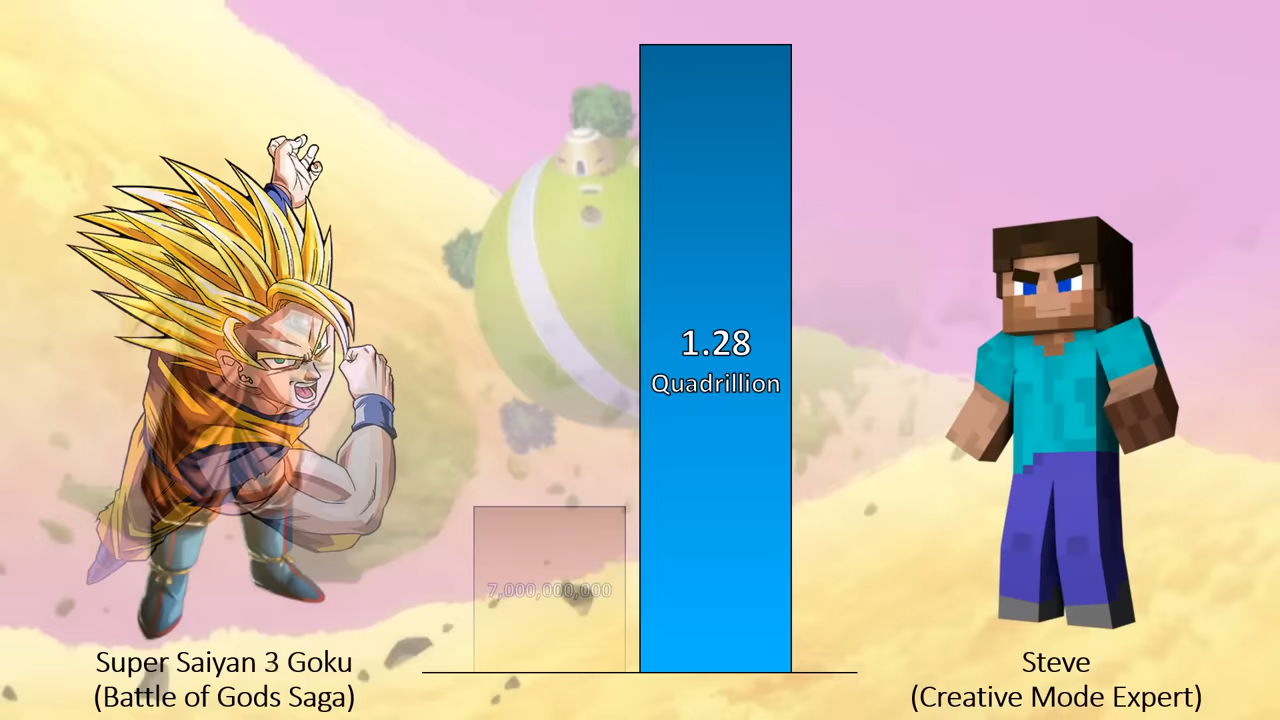 1.28
Quadrillion
7,000,000,000
Super Saiyan 3 Goku
(Battle of Gods Saga)
Steve
(Creative Mode Expert)